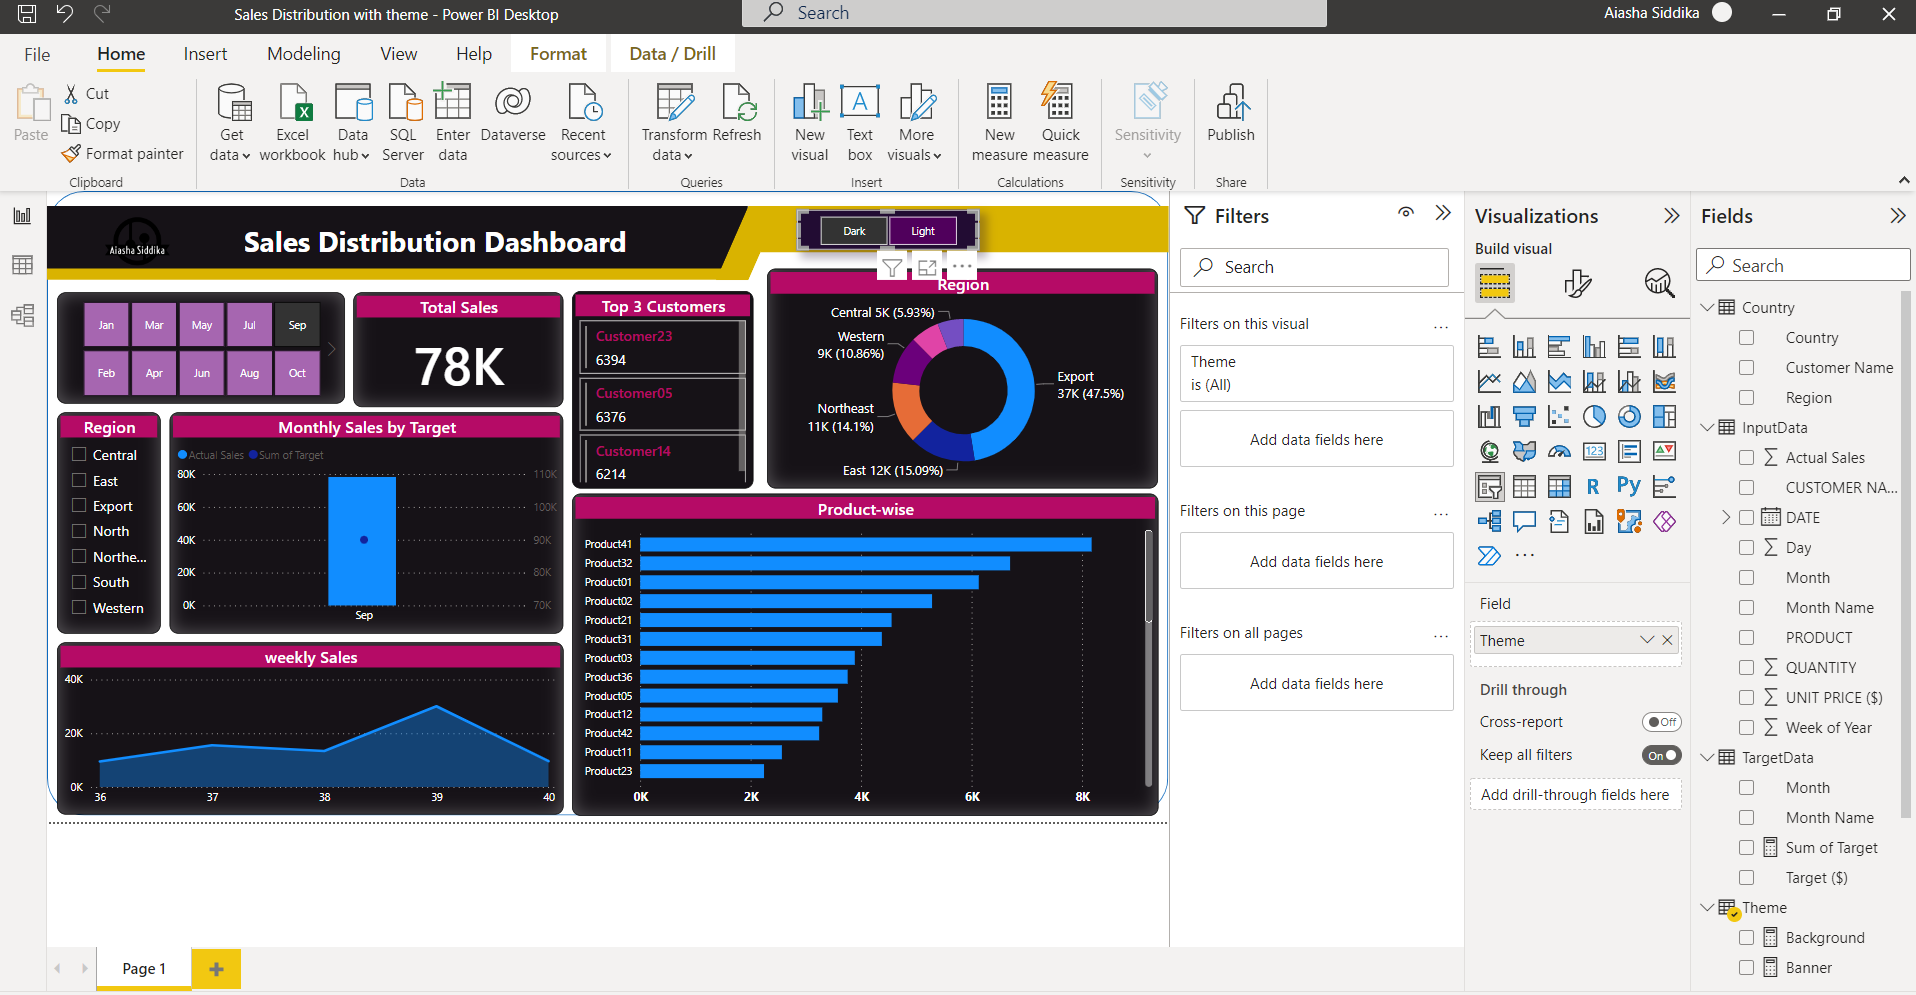 Sales Distribution with theme - Power BI Desktop
Search
Aiasha Siddika
File
Home
Insert
Modeling
View
Help
Format
Data / Drill
Paste
Cut
Copy
Format painter
Clipboard
Get data
Excel workbook
Data hub
SQL Server
Enter data
Dataverse
Recent sources
Data
Transform data
Refresh
Queries
New visual
Text box
More visuals
Insert
New measure
Quick measure
Calculations
Sensitivity
Sensitivity
Publish
Share
Aiasha Siddika
Sales Distribution Dashboard
Dark
Light
Jan
Mar
May
Jul
Sep
Feb
Apr
Jun
Aug
Oct
Total Sales
78K
Top 3 Customers
Customer23
6394
Customer05
6376
Customer14
6214
Region
Central 5K (5.93%)
Western
9K (10.86%)
Northeast
11K (14.1%)
East 12K (15.09%)
Export
37K (47.5%)
Region
Central
East
Export
North
Northe...
South
Western
Monthly Sales by Target
Actual Sales
Sum of Target
80K
60K
40K
20K
0K
110K
100K
90K
80K
70K
Sep
Product-wise
Product41
Product32
Product01
Product02
Product21
Product31
Product03
Product36
Product05
Product12
Product42
Product11
Product23
0K
2K
4K
6K
8K
weekly Sales
40K
20K
0K
36
37
38
39
40
Page 1
Filters
Search
Filters on this visual
...
Theme
is (All)
Add data fields here
Filters on this page
...
Add data fields here
Filters on all pages
...
Add data fields here
Visualizations
Build visual
123
R
Py
...
Field
Theme
Drill through
Cross-report
Off
Keep all filters
On
Add drill-through fields here
Fields
Search
Country
Country
Customer Name
Region
InputData
Actual Sales
CUSTOMER NA...
DATE
Day
Month
Month Name
PRODUCT
QUANTITY
UNIT PRICE ($)
Week of Year
TargetData
Month
Month Name
Sum of Target
Target ($)
Theme
Background
Banner